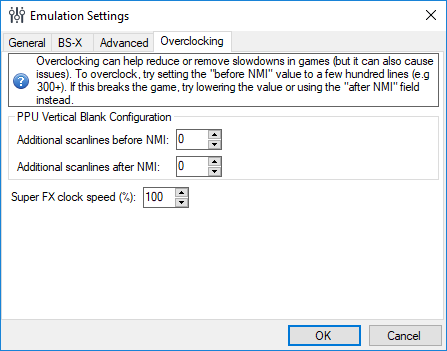 Emulation Settings
General BS-X Advanced Overclocking
Overclocking can help reduce or remove slowdowns in games (but it can also cause
issues). To overclock, try setting the "before NMI" value to a few hundred lines (e.g
300+). If this breaks the game, try lowering the value or using the "after NMI" field
instead.
PPU Vertical Blank Configuration
Additional scanlines before NMI: 0
Additional scanlines after NMI: 0
Super FX clock speed (%): 100
OK Cancel